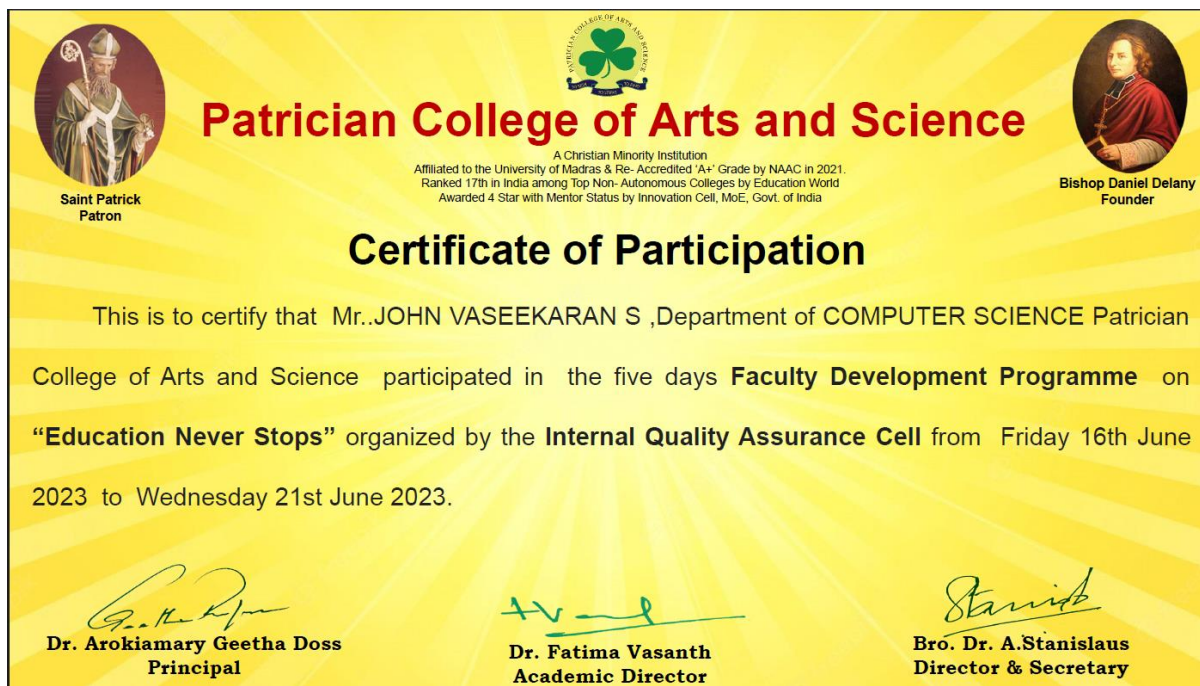 PATRICIAN COLLEGE OF ARTS AND SCIENCE
Patrician College of Arts and Science
A Christian Minority Institution
Affiliated to the University of Madras & Re- Accredited 'A+' Grade by NAAC in 2021.
Ranked 17th in India among Top Non- Autonomous Colleges by Education World
Awarded 4 Star with Mentor Status by Innovation Cell, MoE, Govt. of India
Saint Patrick
Patron
Bishop Daniel Delany
Founder
Certificate of Participation
This is to certify that Mr..JOHN VASEEKARAN S ,Department of COMPUTER SCIENCE Patrician
College of Arts and Science participated in the five days Faculty Development Programme on
“Education Never Stops” organized by the Internal Quality Assurance Cell from Friday 16th June
2023 to Wednesday 21st June 2023.
Dr. Arokiamary Geetha Doss
Principal
Dr. Fatima Vasanth
Academic Director
Bro. Dr. A.Stanislaus
Director & Secretary